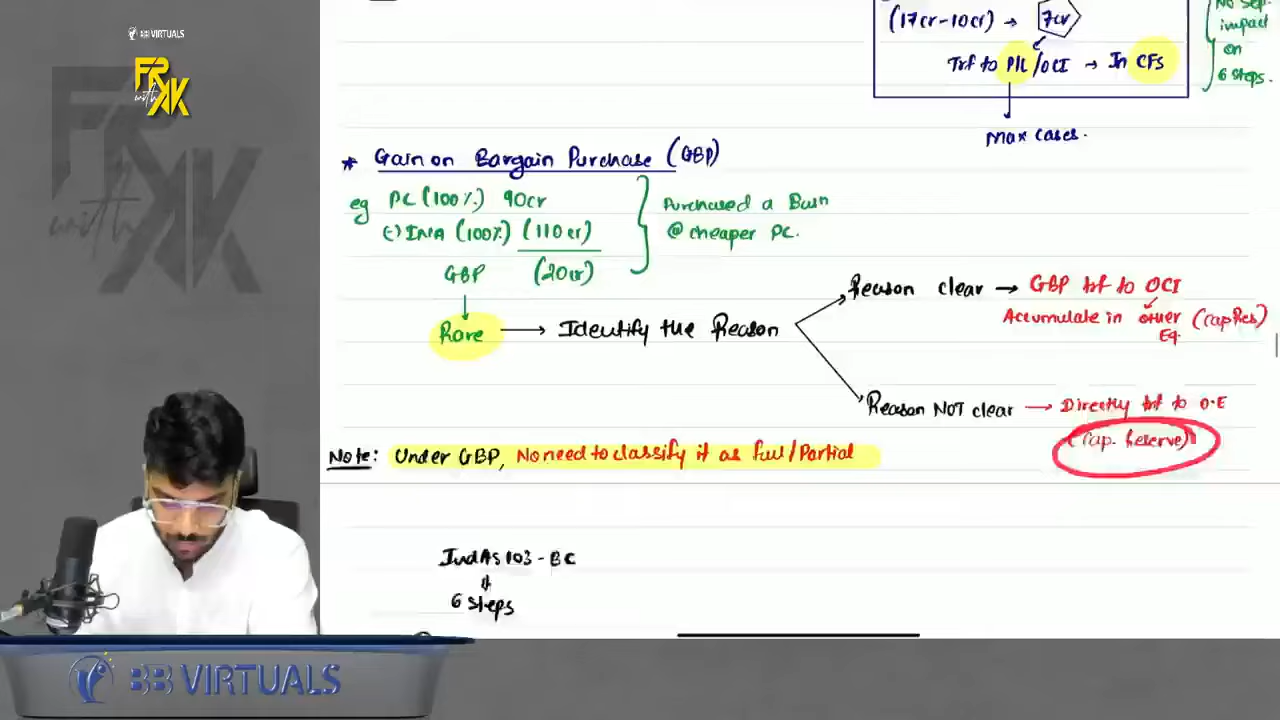 BB VIRTUALS
FR
with
AK
(17cr-10cr) → 7cr
Trf to P/L/OCI → In CFS
Max cases.
No Sep.
impact
on
6 steps.
* Gain on Bargain Purchase (GBP)
eg PC (100%) 90cr
(-) INA (100%) (110cr)
GBP (20cr)
Purchased a Busn
@ cheaper PC.
Rare → Identify the Reason
Reason clear → GBP trf to OCI
Accumulate in other (Cap Res)
Eq.
Reason NOT clear → Directly trf to O.E
(Cap. Reserve)
Note: Under GBP, No need to classify it as full/Partial
IndAs 103 - BC
6 steps
BB VIRTUALS